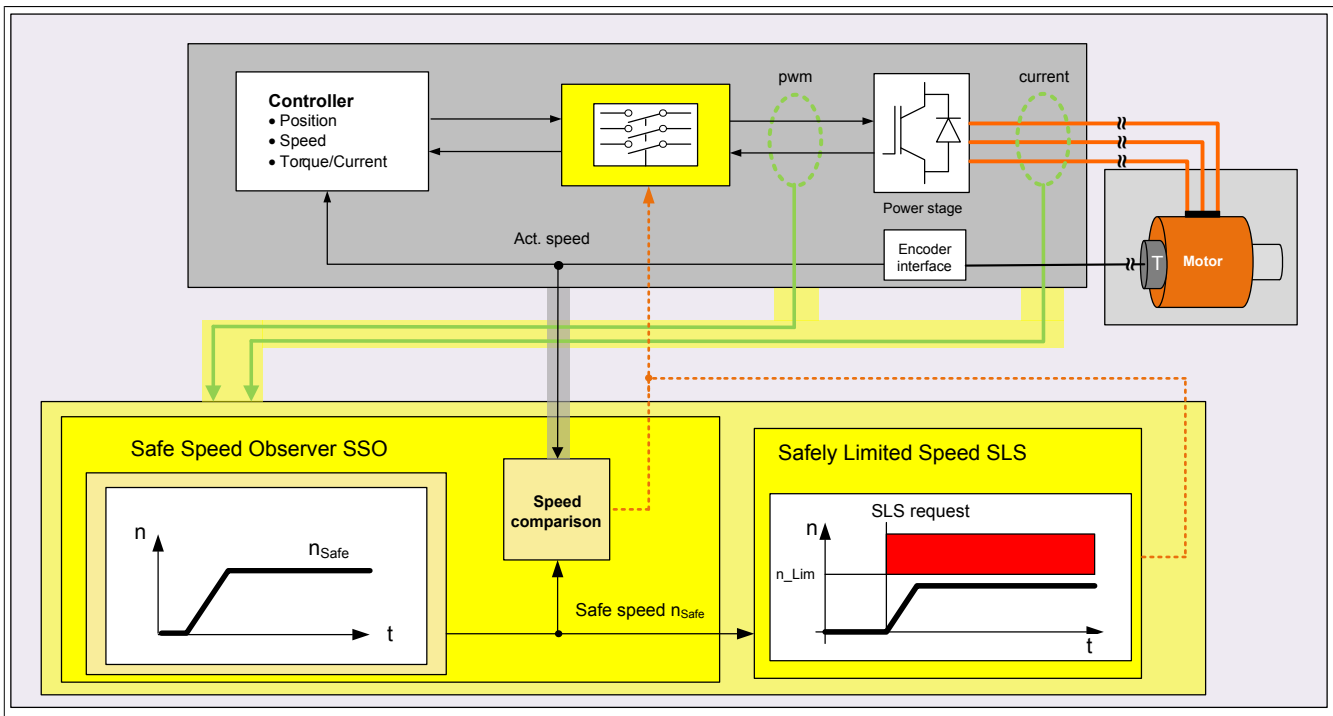 Controller
• Position
• Speed
• Torque/Current
pwm
current
Power stage
Act. speed
Encoder
interface
T
Motor
Safe Speed Observer SSO
n
nSafe
t
Speed
comparison
Safe speed nSafe
Safely Limited Speed SLS
SLS request
n
n_Lim
t